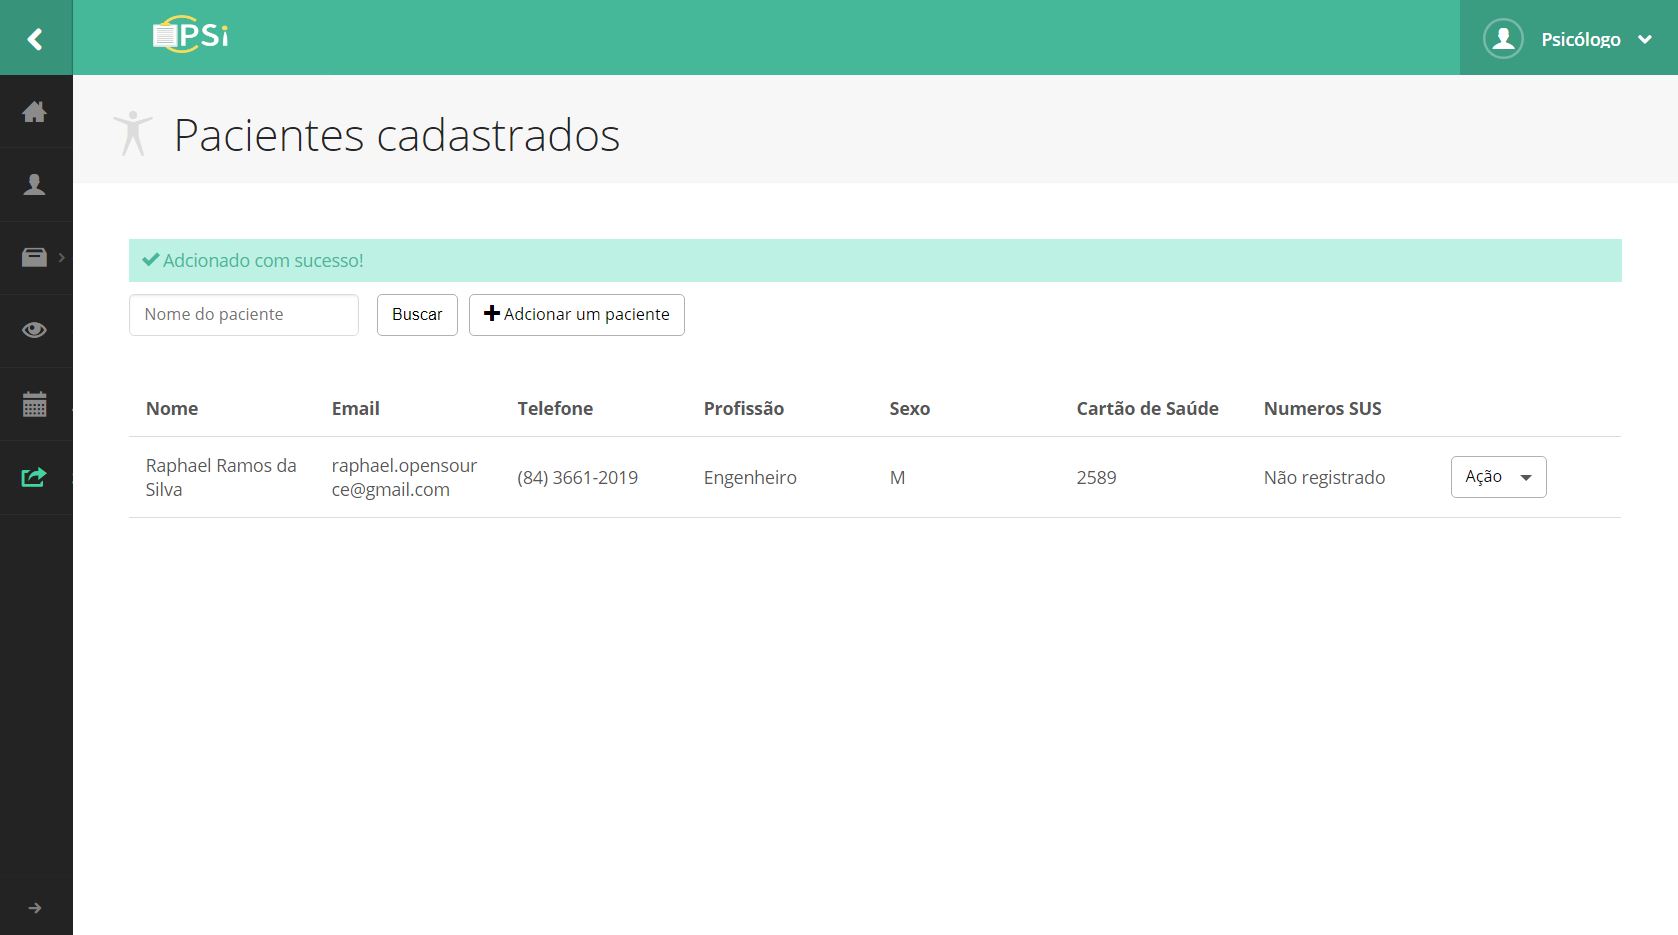 PSi
Psicólogo
Pacientes cadastrados
Adcionado com sucesso!
Nome do paciente
Buscar
Adcionar um paciente
Nome Email Telefone Profissão Sexo Cartão de Saúde Numeros SUS
Raphael Ramos da Silva raphael.opensource@gmail.com (84) 3661-2019 Engenheiro M 2589 Não registrado Ação